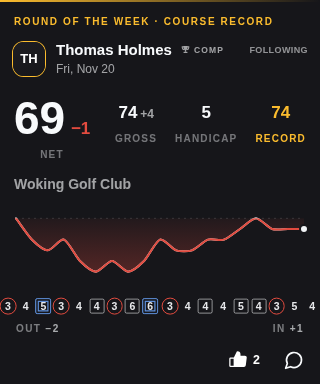 ROUND OF THE WEEK · COURSE RECORD
TH Thomas Holmes COMP FOLLOWING
Fri, Nov 20
69 −1 74 +4 5 74
NET GROSS HANDICAP RECORD
Woking Golf Club
3 4 5 3 4 4 3 6 6 3 4 4 4 5 4 3 5 4
OUT −2 IN +1
2